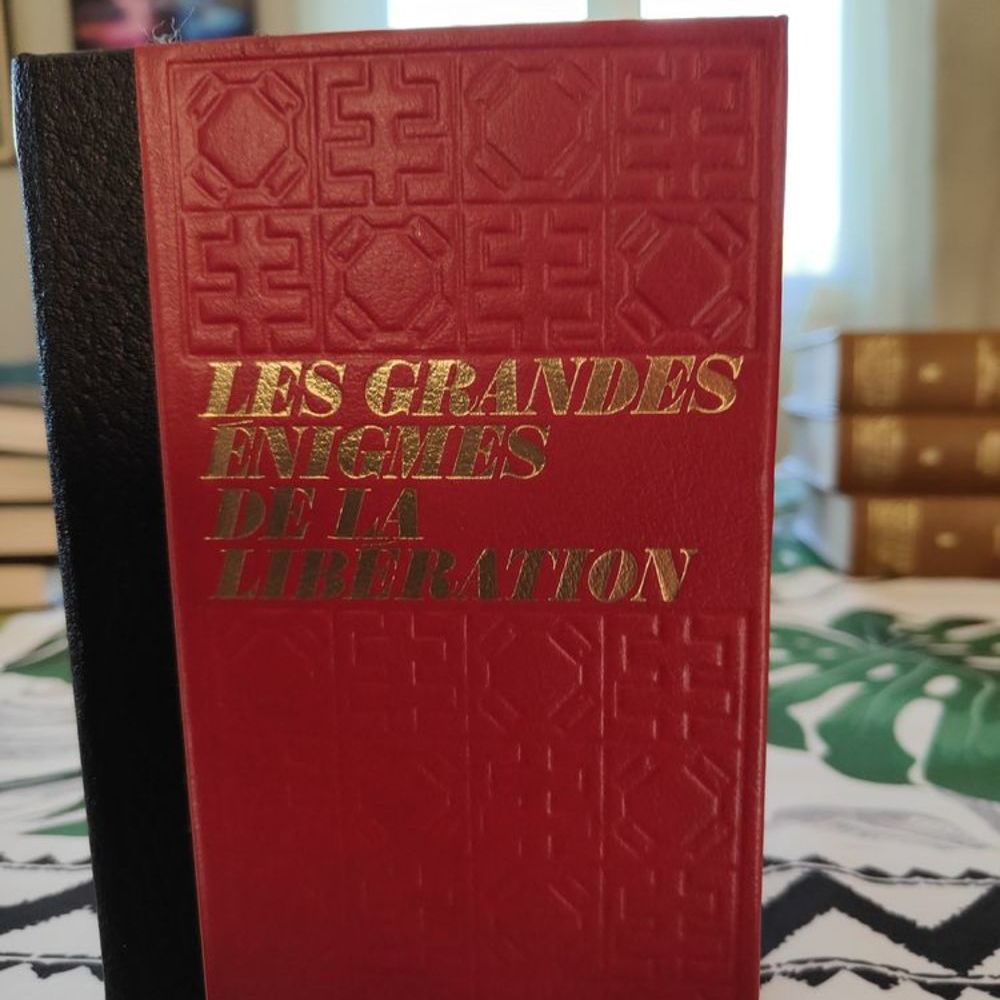 LES GRANDES
ÉNIGMES
DE LA
LIBÉRATION